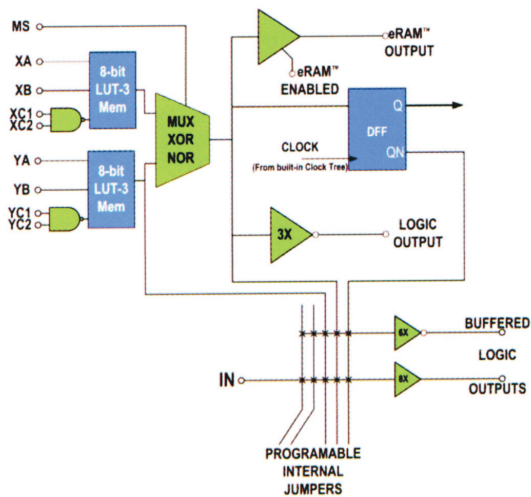 MS
XA
XB
XC1
XC2
8-bit
LUT-3
Mem
YA
YB
YC1
YC2
8-bit
LUT-3
Mem
MUX
XOR
NOR
eRAM™
OUTPUT
eRAM™
ENABLED
CLOCK
(From built-in Clock Tree)
Q
DFF
QN
3X
LOGIC
OUTPUT
6X
BUFFERED
LOGIC
OUTPUTS
IN
6X
PROGRAMABLE
INTERNAL
JUMPERS